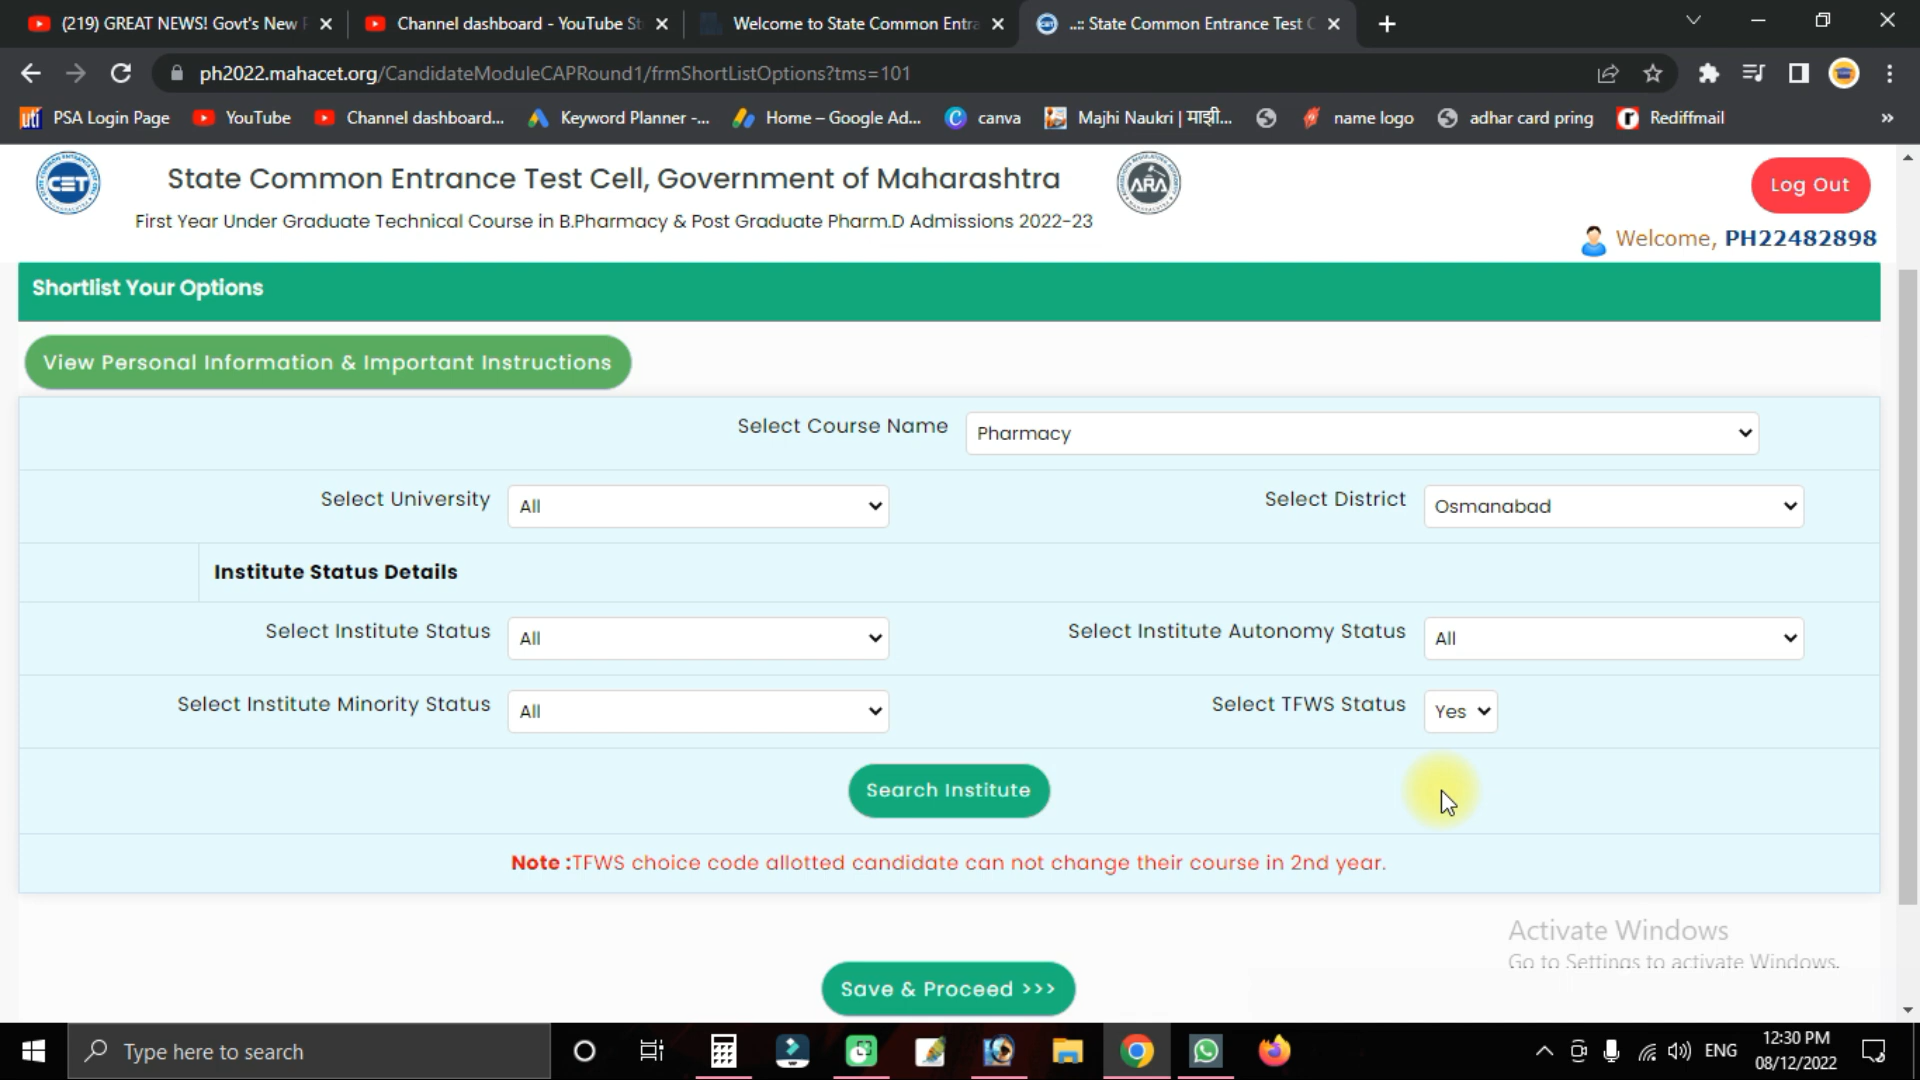 (219) GREAT NEWS! Govt's New
Channel dashboard - YouTube St
Welcome to State Common Entra
..:: State Common Entrance Test C
ph2022.mahacet.org/CandidateModuleCAPRound1/frmShortListOptions?tms=101
uti PSA Login Page
YouTube
Channel dashboard...
Keyword Planner -...
Home – Google Ad...
C canva
Majhi Naukri | माझी...
name logo
adhar card pring
r Rediffmail
»
CET
State Common Entrance Test Cell, Government of Maharashtra
ARA
Log Out
First Year Under Graduate Technical Course in B.Pharmacy & Post Graduate Pharm.D Admissions 2022-23
Welcome, PH22482898
Shortlist Your Options
View Personal Information & Important Instructions
Select Course Name Pharmacy
Select University All Select District Osmanabad
Institute Status Details
Select Institute Status All Select Institute Autonomy Status All
Select Institute Minority Status All Select TFWS Status Yes
Search Institute
Note :TFWS choice code allotted candidate can not change their course in 2nd year.
Activate Windows
Go to Settings to activate Windows.
Save & Proceed >>>
Type here to search
ENG
12:30 PM
08/12/2022